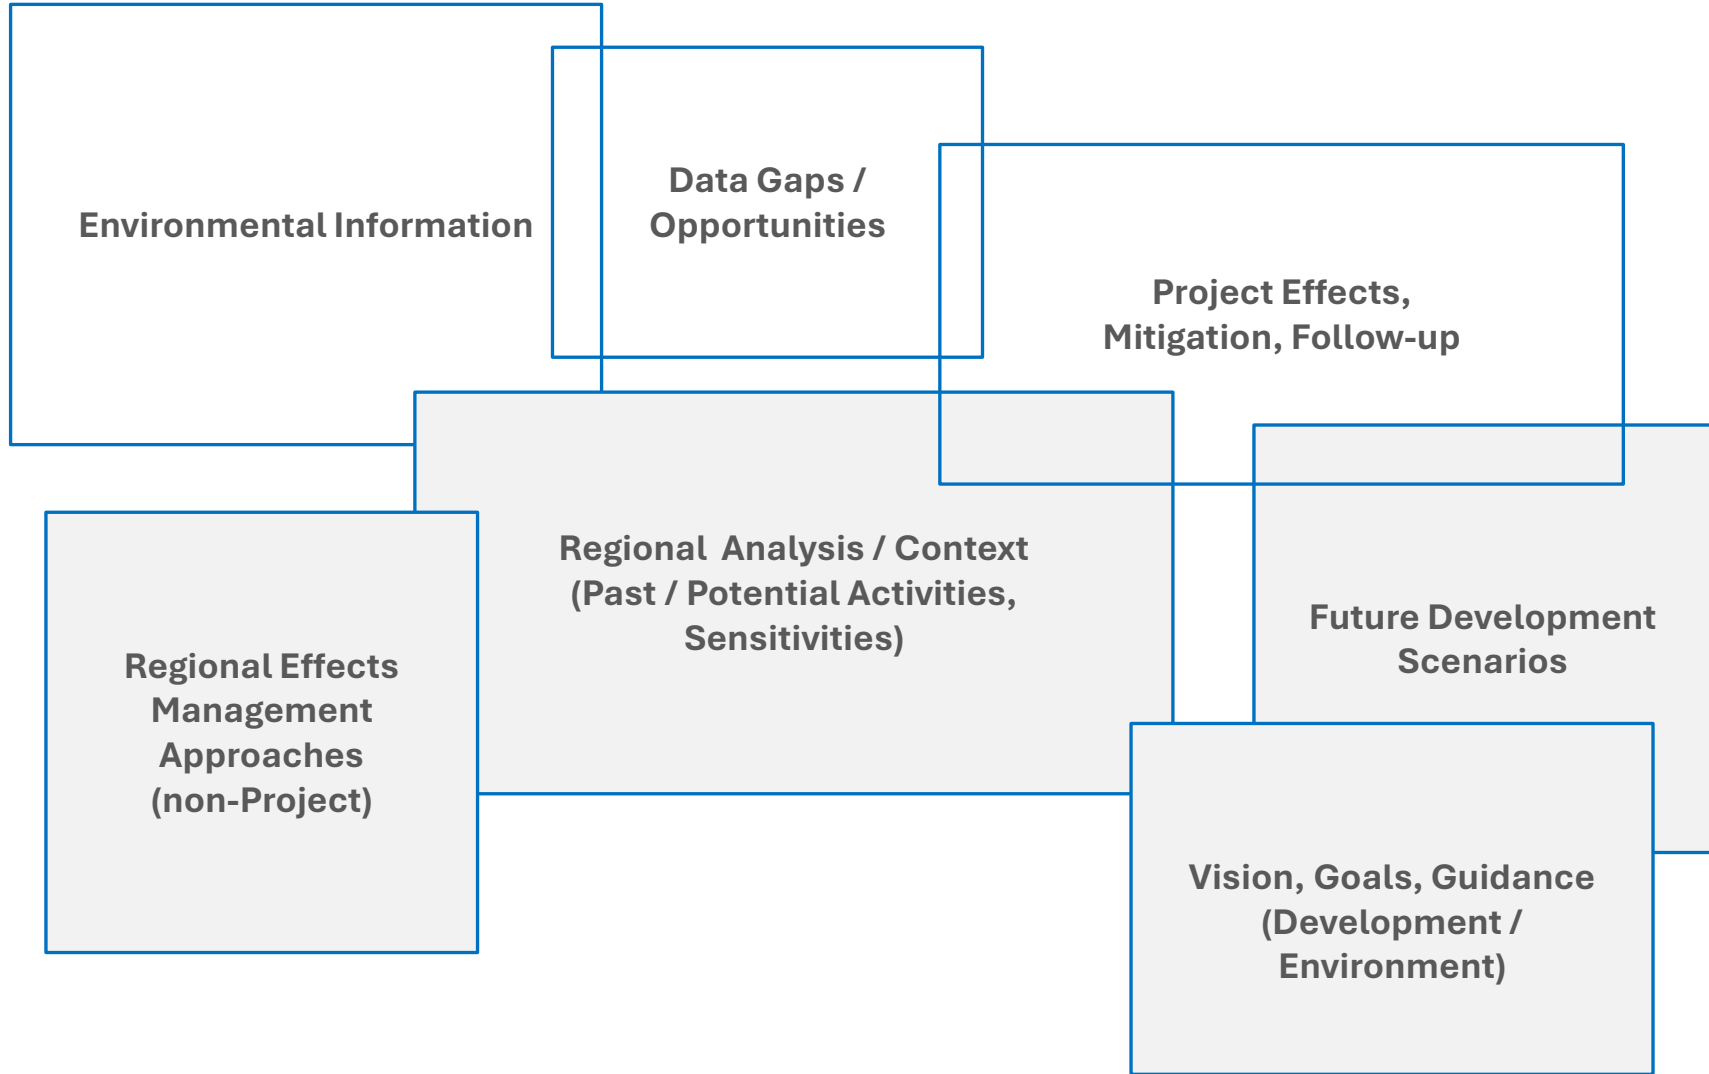 Environmental Information
Data Gaps /
Opportunities
Project Effects,
Mitigation, Follow-up
Regional Analysis / Context
(Past / Potential Activities,
Sensitivities)
Future Development
Scenarios
Regional Effects
Management
Approaches
(non-Project)
Vision, Goals, Guidance
(Development /
Environment)